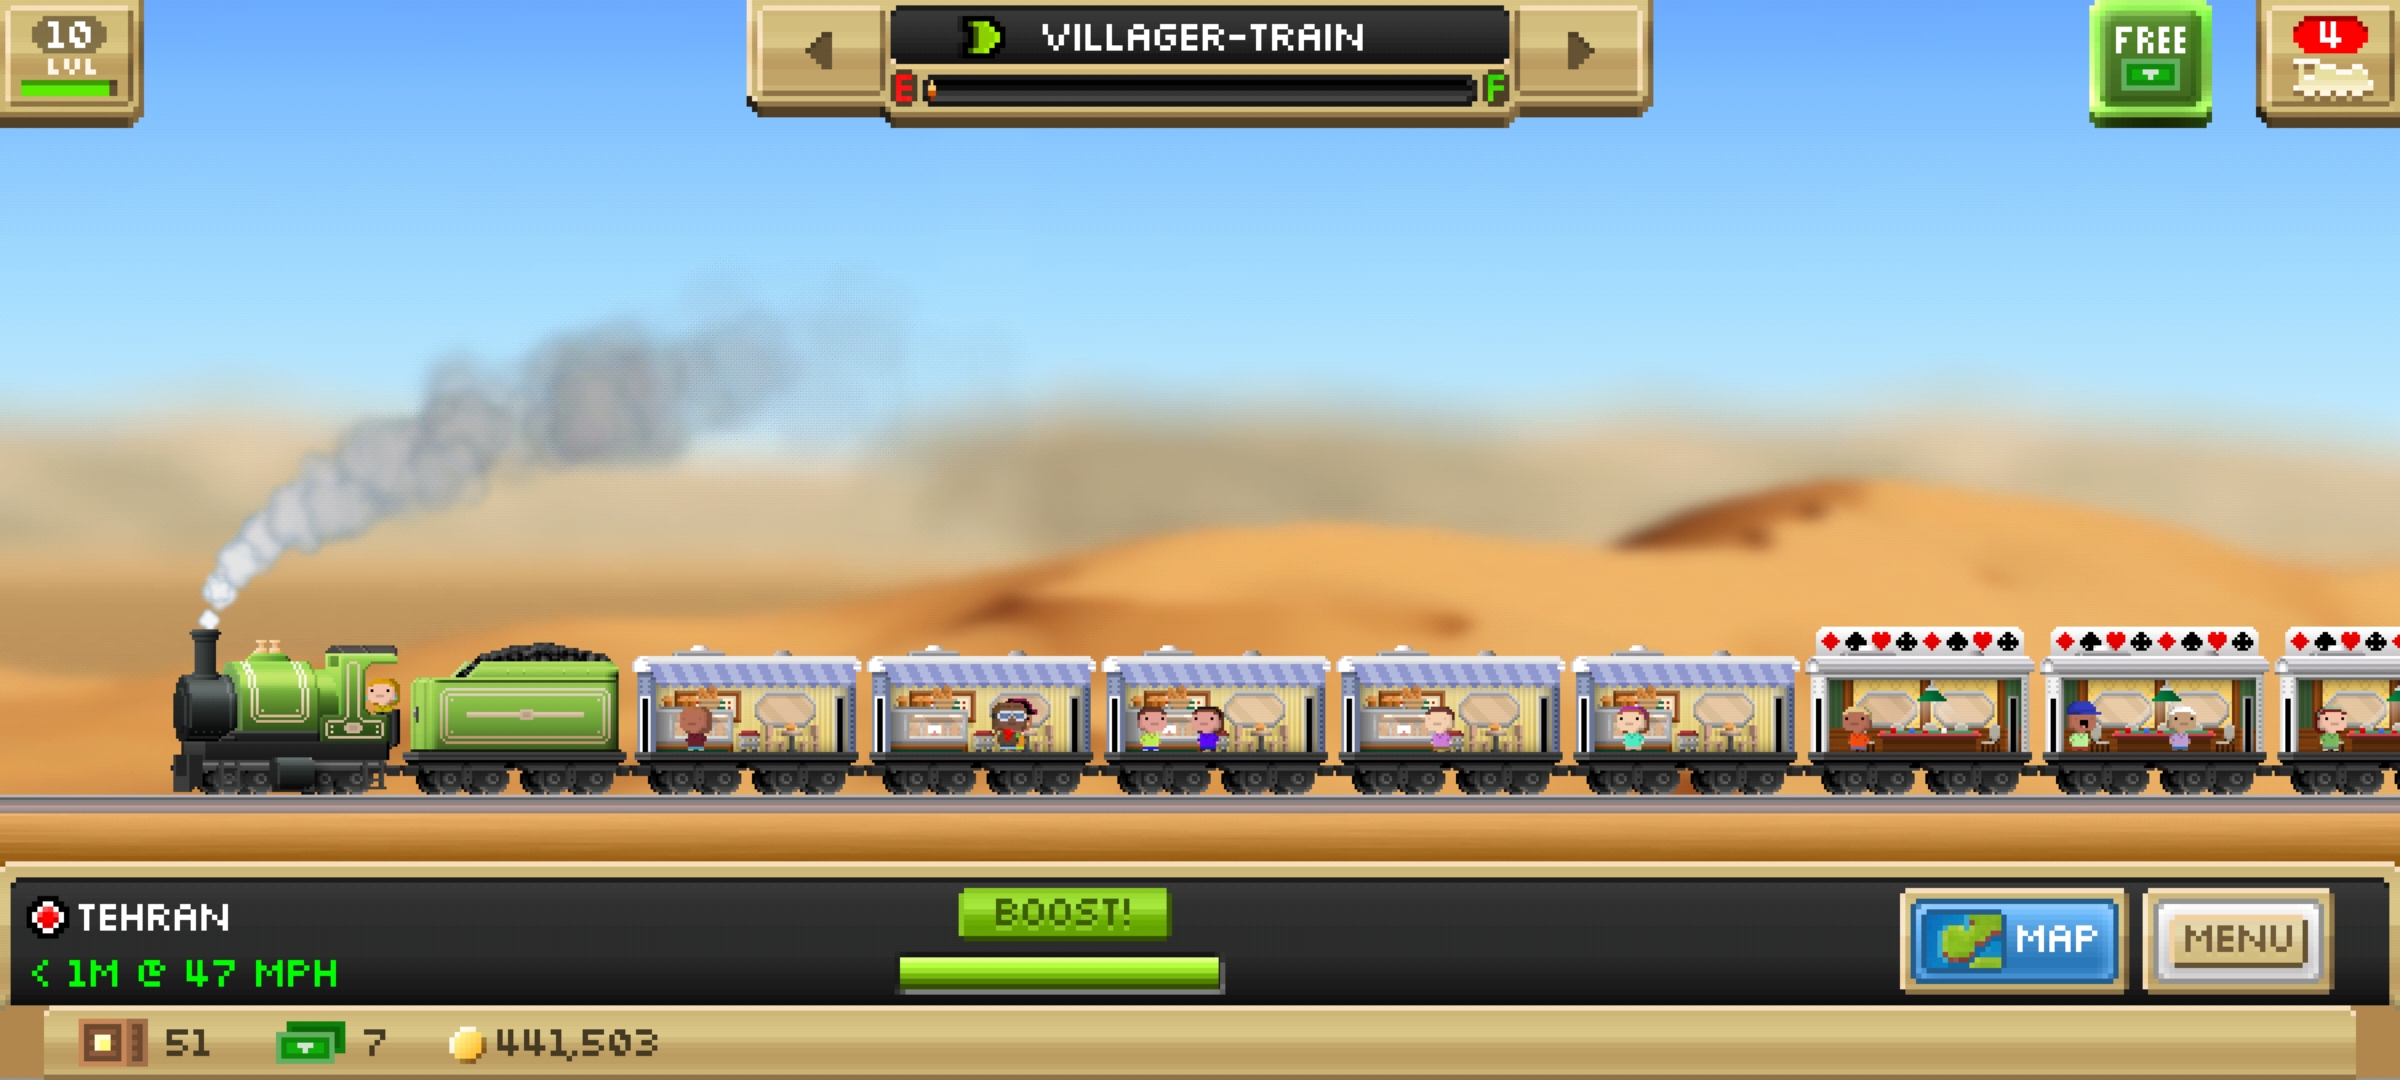 10
LVL
VILLAGER-TRAIN
E F
FREE
4
TEHRAN
< 1M @ 47 MPH
BOOST!
MAP
MENU
51
7
441,503